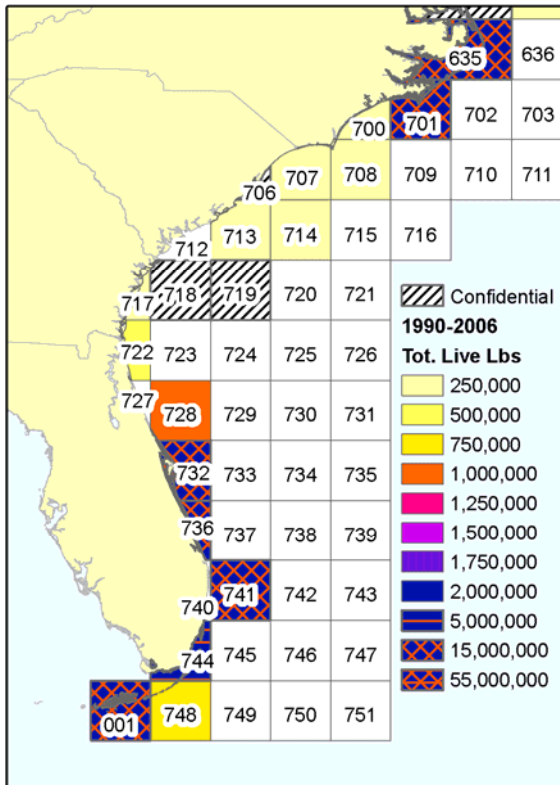 635 636
700 701 702 703
706 707 708 709 710 711
712 713 714 715 716
717 718 719 720 721
722 723 724 725 726
727 728 729 730 731
732 733 734 735
736 737 738 739
740 741 742 743
744 745 746 747
001 748 749 750 751
Confidential
1990-2006
Tot. Live Lbs
250,000
500,000
750,000
1,000,000
1,250,000
1,500,000
1,750,000
2,000,000
5,000,000
15,000,000
55,000,000